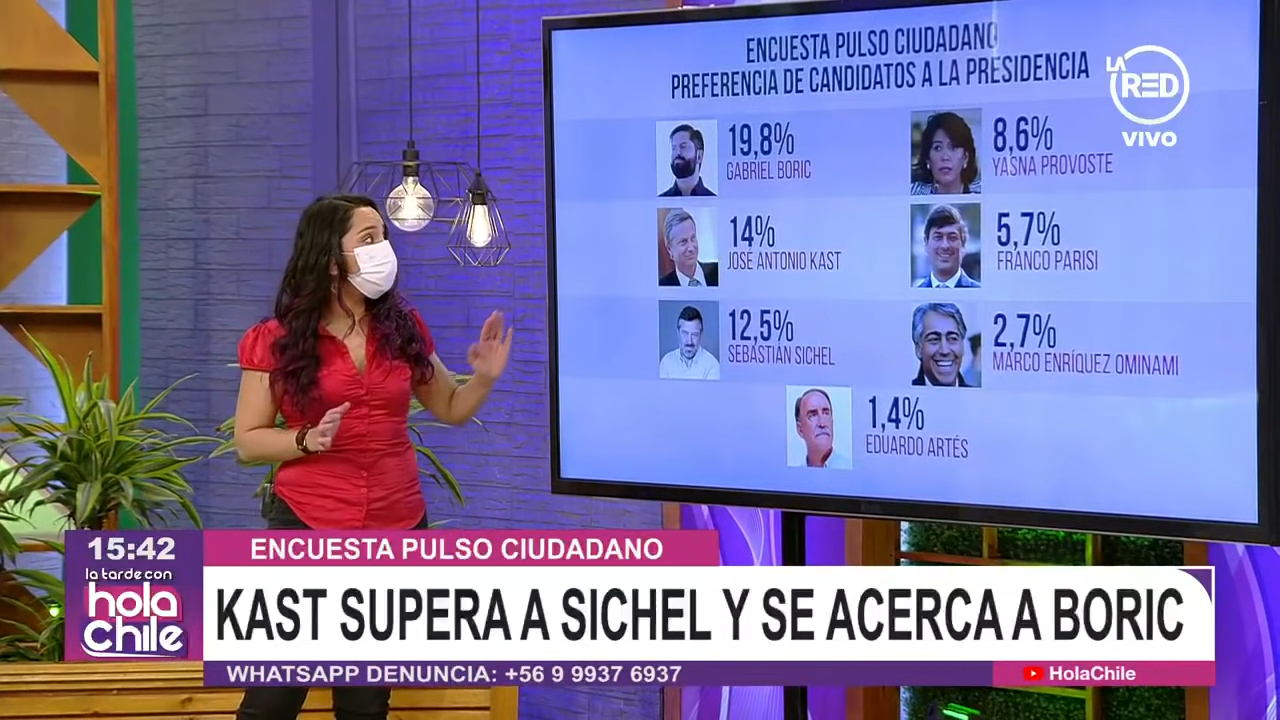 ENCUESTA PULSO CIUDADANO
PREFERENCIA DE CANDIDATOS A LA PRESIDENCIA
LA RED
VIVO
19,8%
GABRIEL BORIC
8,6%
YASNA PROVOSTE
14%
JOSÉ ANTONIO KAST
5,7%
FRANCO PARISI
12,5%
SEBASTIÁN SICHEL
2,7%
MARCO ENRÍQUEZ OMINAMI
1,4%
EDUARDO ARTÉS
15:42
la tarde con
hola
Chile
ENCUESTA PULSO CIUDADANO
KAST SUPERA A SICHEL Y SE ACERCA A BORIC
WHATSAPP DENUNCIA: +56 9 9937 6937
HolaChile